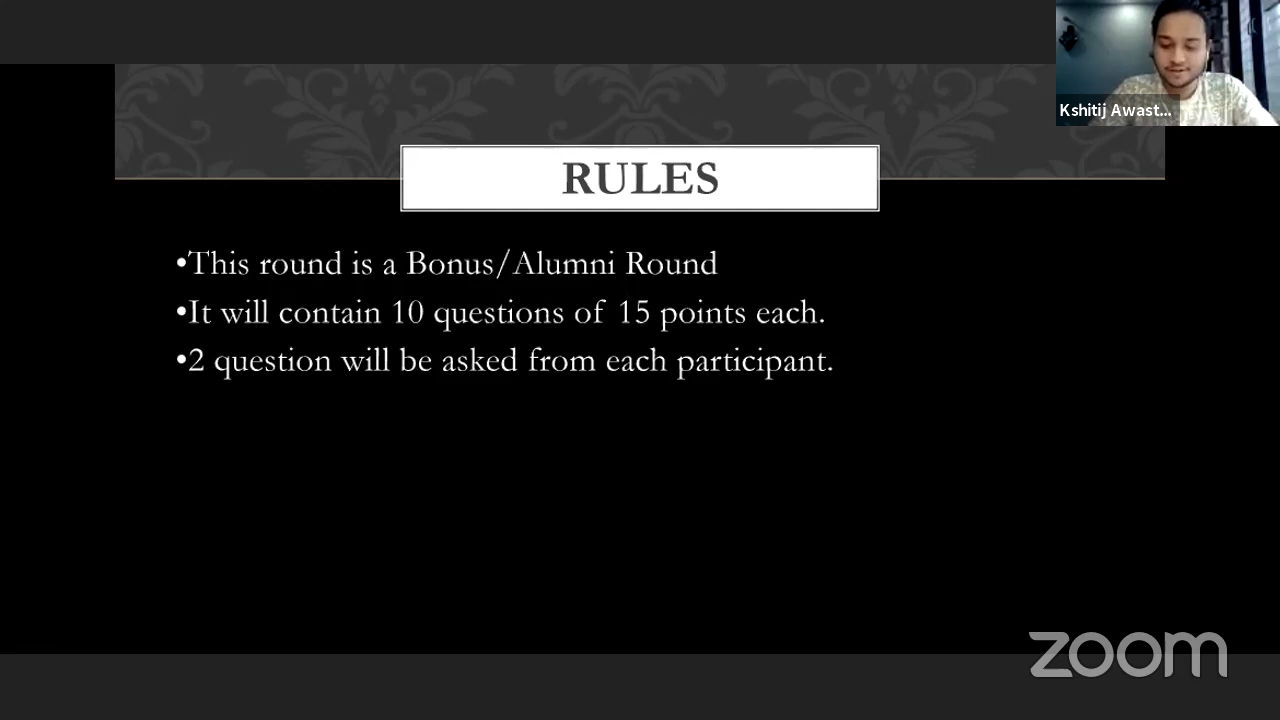 Kshitij Awast...
RULES
•This round is a Bonus/Alumni Round
•It will contain 10 questions of 15 points each.
•2 question will be asked from each participant.
zoom